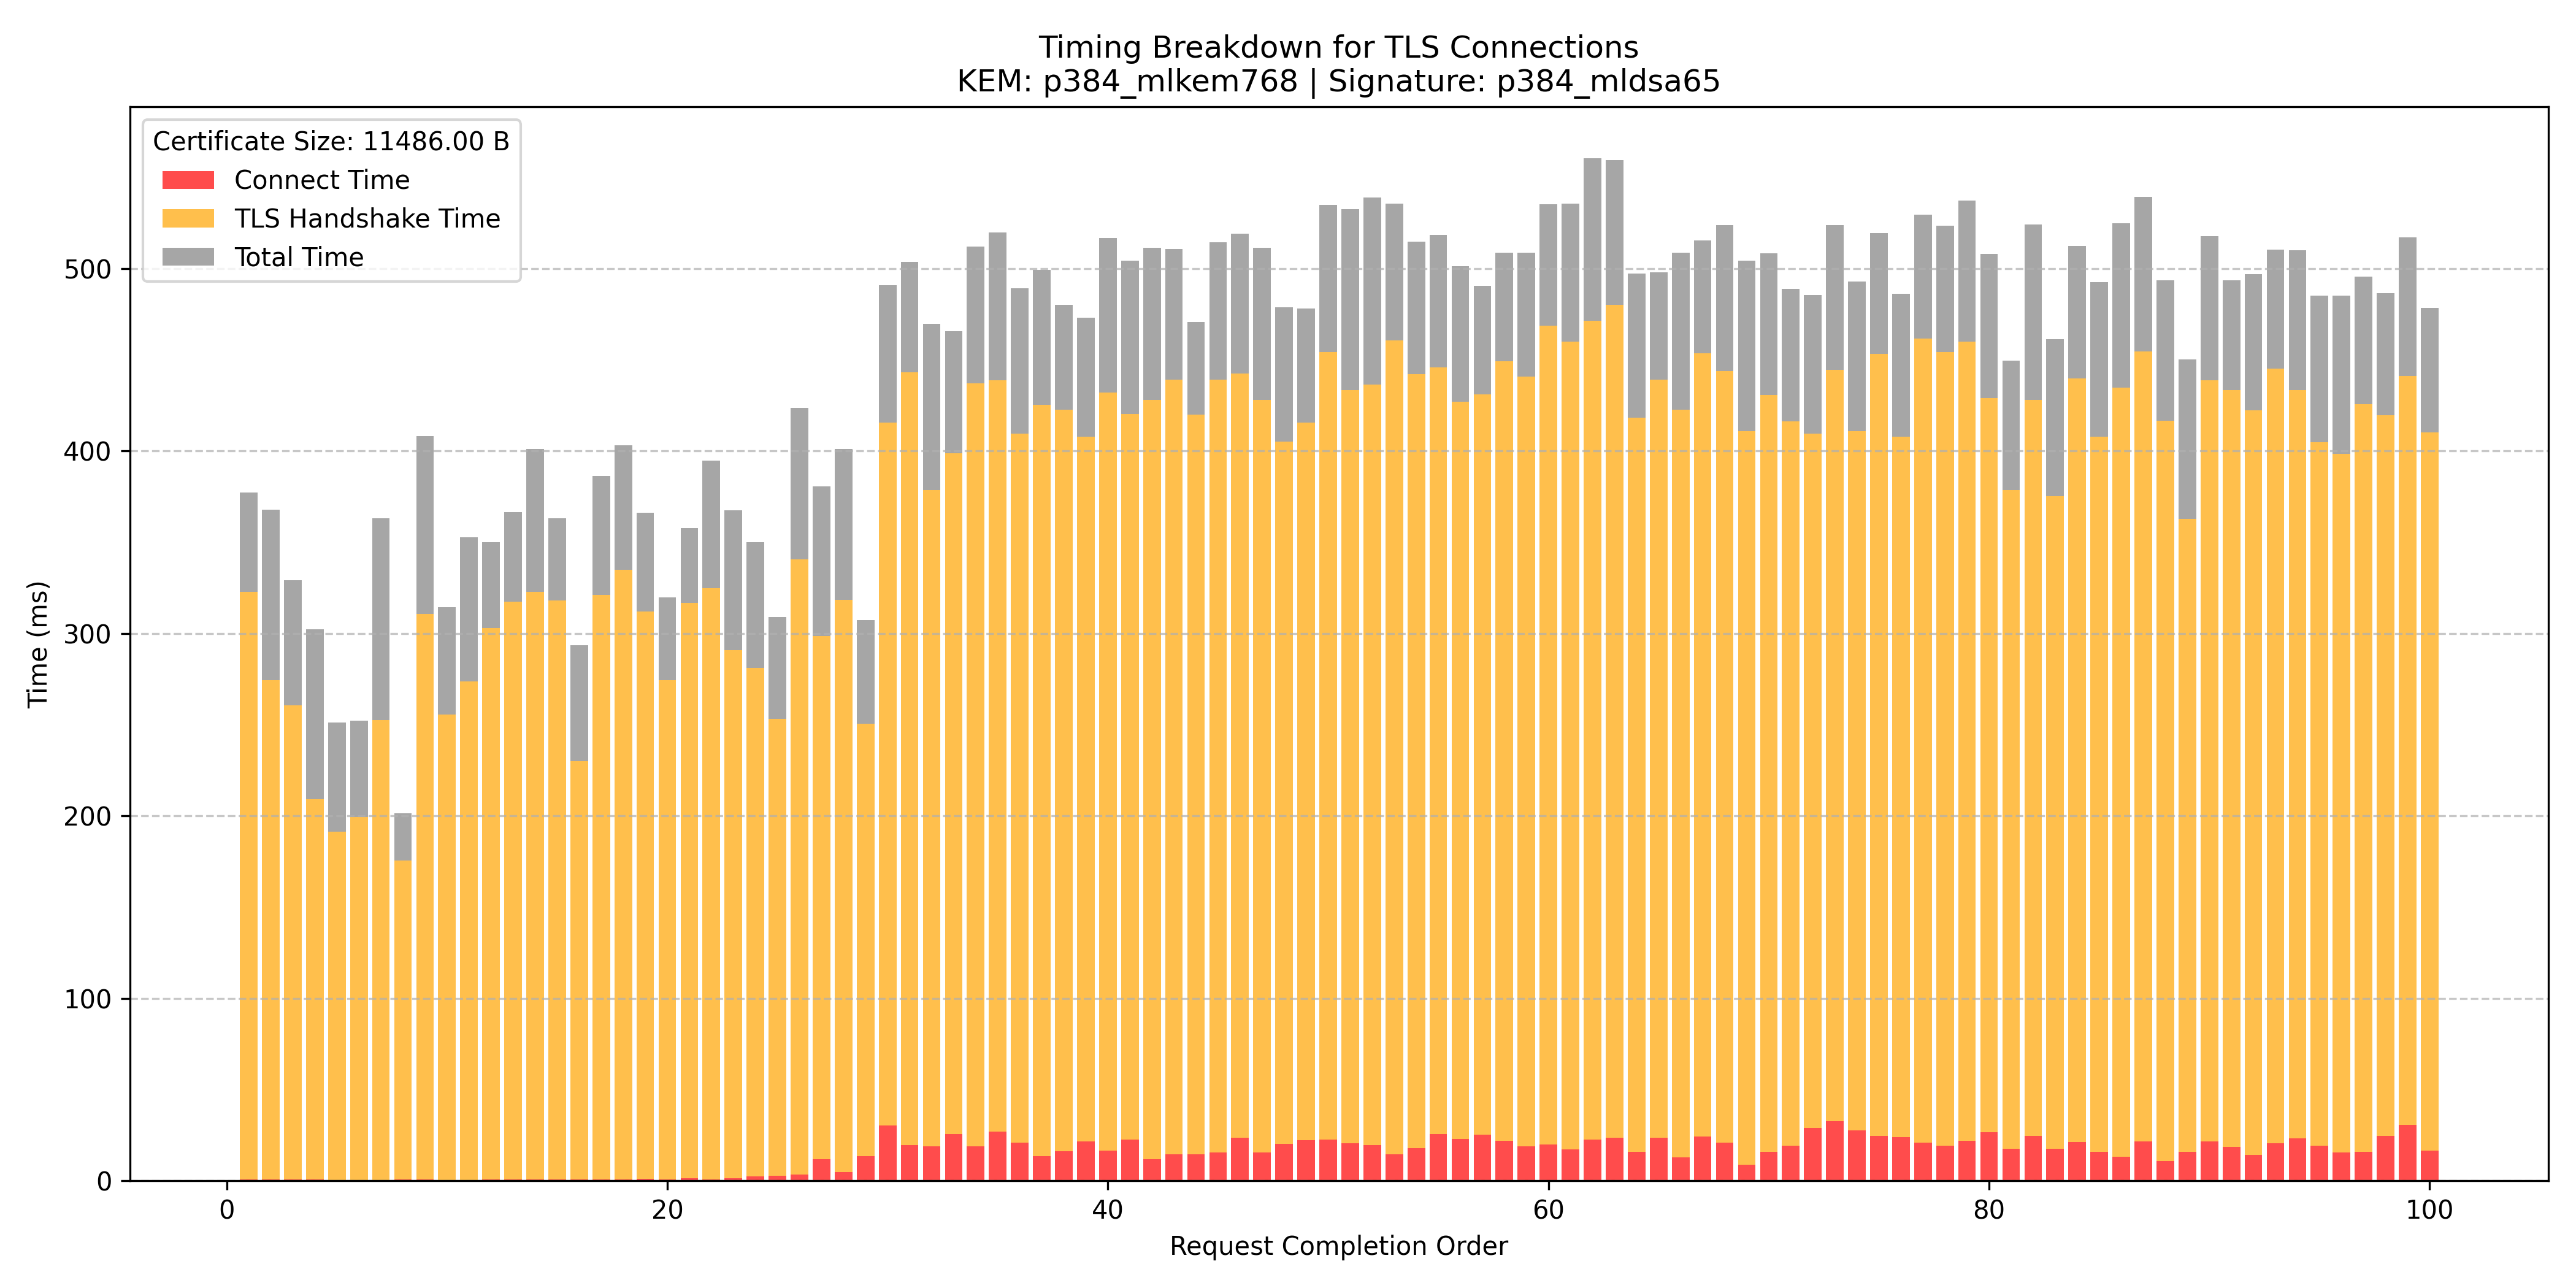 Timing Breakdown for TLS Connections
KEM: p384_mlkem768 | Signature: p384_mldsa65
Certificate Size: 11486.00 B
Connect Time
TLS Handshake Time
Total Time
Time (ms)
500
400
300
200
100
0
0 20 40 60 80 100
Request Completion Order